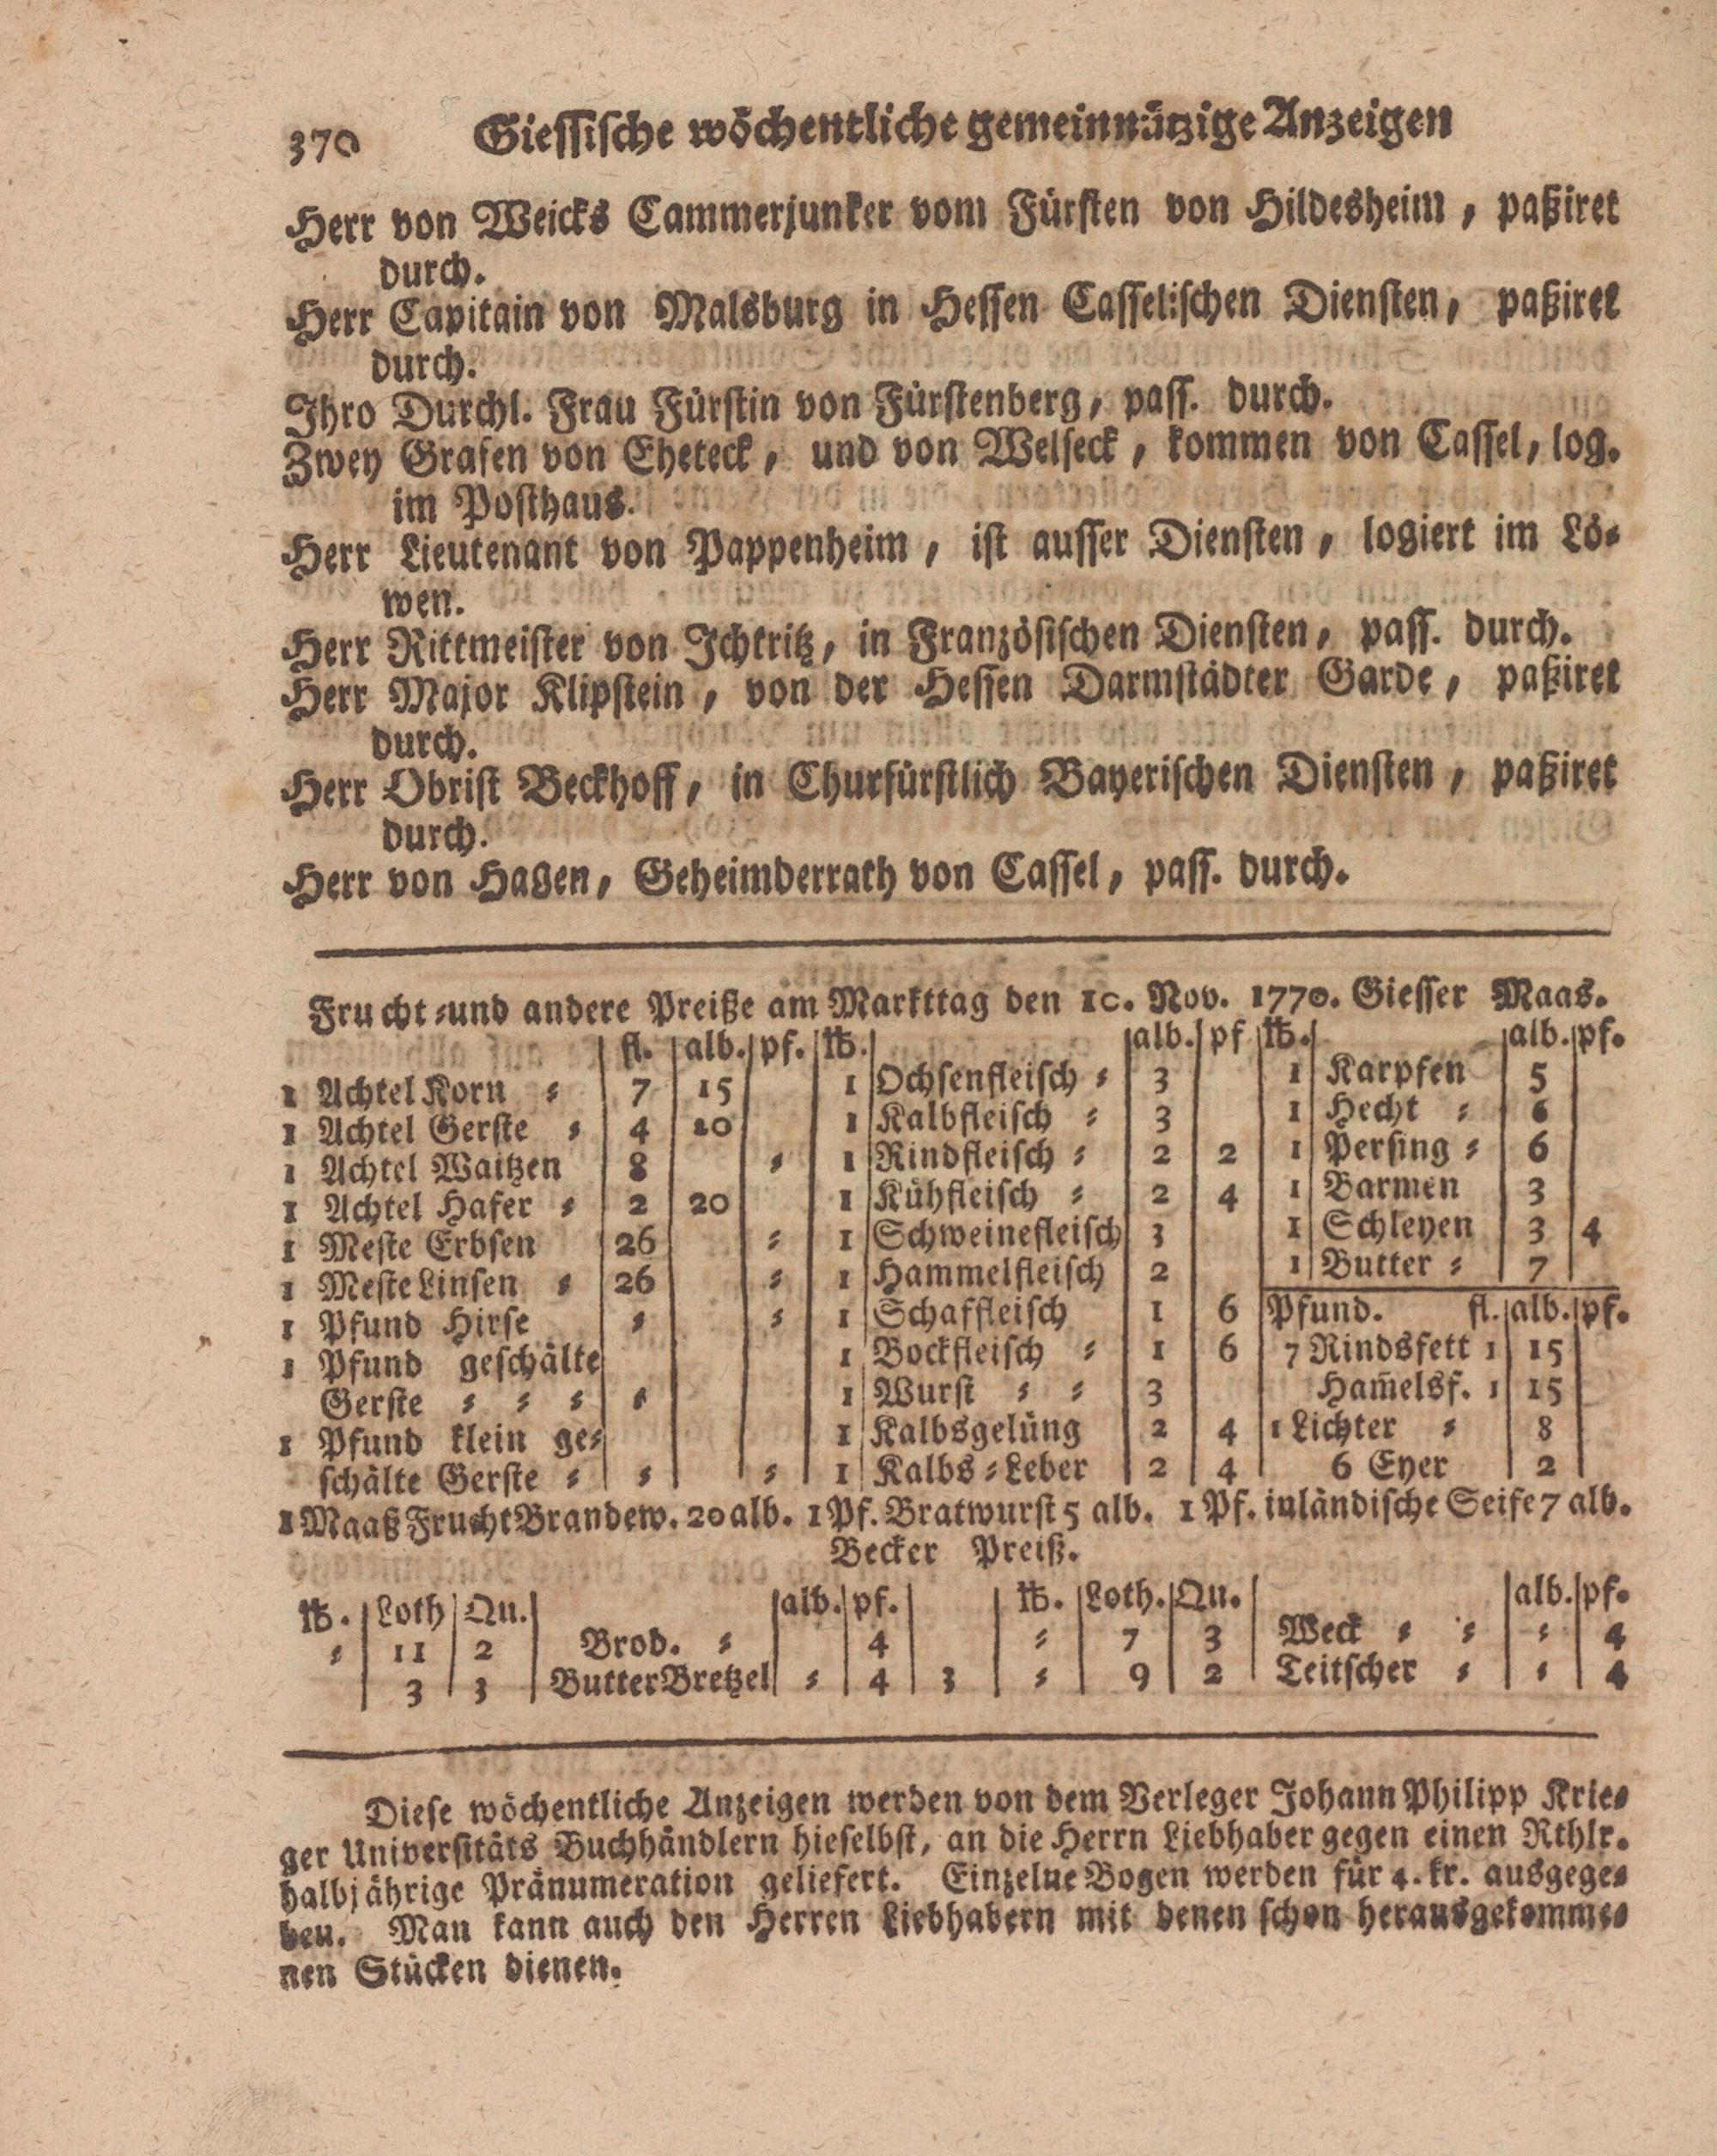 370 Giessische wöchentliche gemeinnützige Anzeigen
Herr von Weicks Cammerjunker vom Fürsten von Hildesheim, paßiret
durch.
Herr Capitain von Malsburg in Hessen Casselischen Diensten, paßiret
durch.
Ihro Durchl. Frau Fürstin von Fürstenberg, pass. durch.
Zwey Grafen von Eheteck, und von Welseck, kommen von Cassel, log.
im Posthaus.
Herr Lieutenant von Pappenheim, ist ausser Diensten, logiert im Lö-
wen.
Herr Rittmeister von Ichtritz, in Französischen Diensten, pass. durch.
Herr Major Klipstein, von der Hessen Darmstädter Garde, paßiret
durch.
Herr Obrist Beckhoff, in Churfürstlich Bayerischen Diensten, paßiret
durch.
Herr von Hagen, Geheimderrath von Cassel, pass. durch.
Frucht-und andere Preiße am Markttag den 10. Nov. 1770. Giesser Maas.
fl. alb. pf. ℔. alb. pf ℔. alb. pf.
1 Achtel Korn - 7 15 1 Ochsenfleisch - 3 1 Karpfen 5
1 Achtel Gerste - 4 20 1 Kalbfleisch - 3 1 Hecht - 6
1 Achtel Waitzen 8 - 1 Rindfleisch - 2 2 1 Persing - 6
1 Achtel Hafer - 2 20 1 Kühfleisch - 2 4 1 Barmen 3
1 Meste Erbsen 26 - 1 Schweinefleisch 3 1 Schleyen 3 4
1 Meste Linsen - 26 - 1 Hammelfleisch 2 1 Butter - 7
1 Pfund Hirse - - 1 Schaffleisch 1 6 Pfund. fl. alb. pf.
1 Pfund geschälte 1 Bockfleisch - 1 6 7 Rindsfett 1 15
Gerste - - - - 1 Wurst - - 3 Ham̄elsf. 1 15
1 Pfund klein ge- 1 Kalbsgelüng 2 4 1 Lichter - 8
schälte Gerste - - - 1 Kalbs-Leber 2 4 6 Eyer 2
1 Maaß Frucht Brandew. 20 alb. 1 Pf. Bratwurst 5 alb. 1 Pf. inländische Seife 7 alb.
Becker Preiß.
℔. Loth Qu. alb. pf. ℔. Loth. Qu. alb. pf.
- 11 2 Brod. - 4 - 7 3 Weck - - - 4
3 3 Butter Bretzel - 4 3 - 9 2 Teitscher - - 4
Diese wöchentliche Anzeigen werden von dem Verleger Johann Philipp Krie-
ger Universitäts Buchhändlern hieselbst, an die Herrn Liebhaber gegen einen Rthlr.
halbjährige Pränumeration geliefert. Einzelne Bogen werden für 4. kr. ausgege-
ben. Man kann auch den Herren Liebhabern mit denen schon herausgekomme-
nen Stücken dienen.